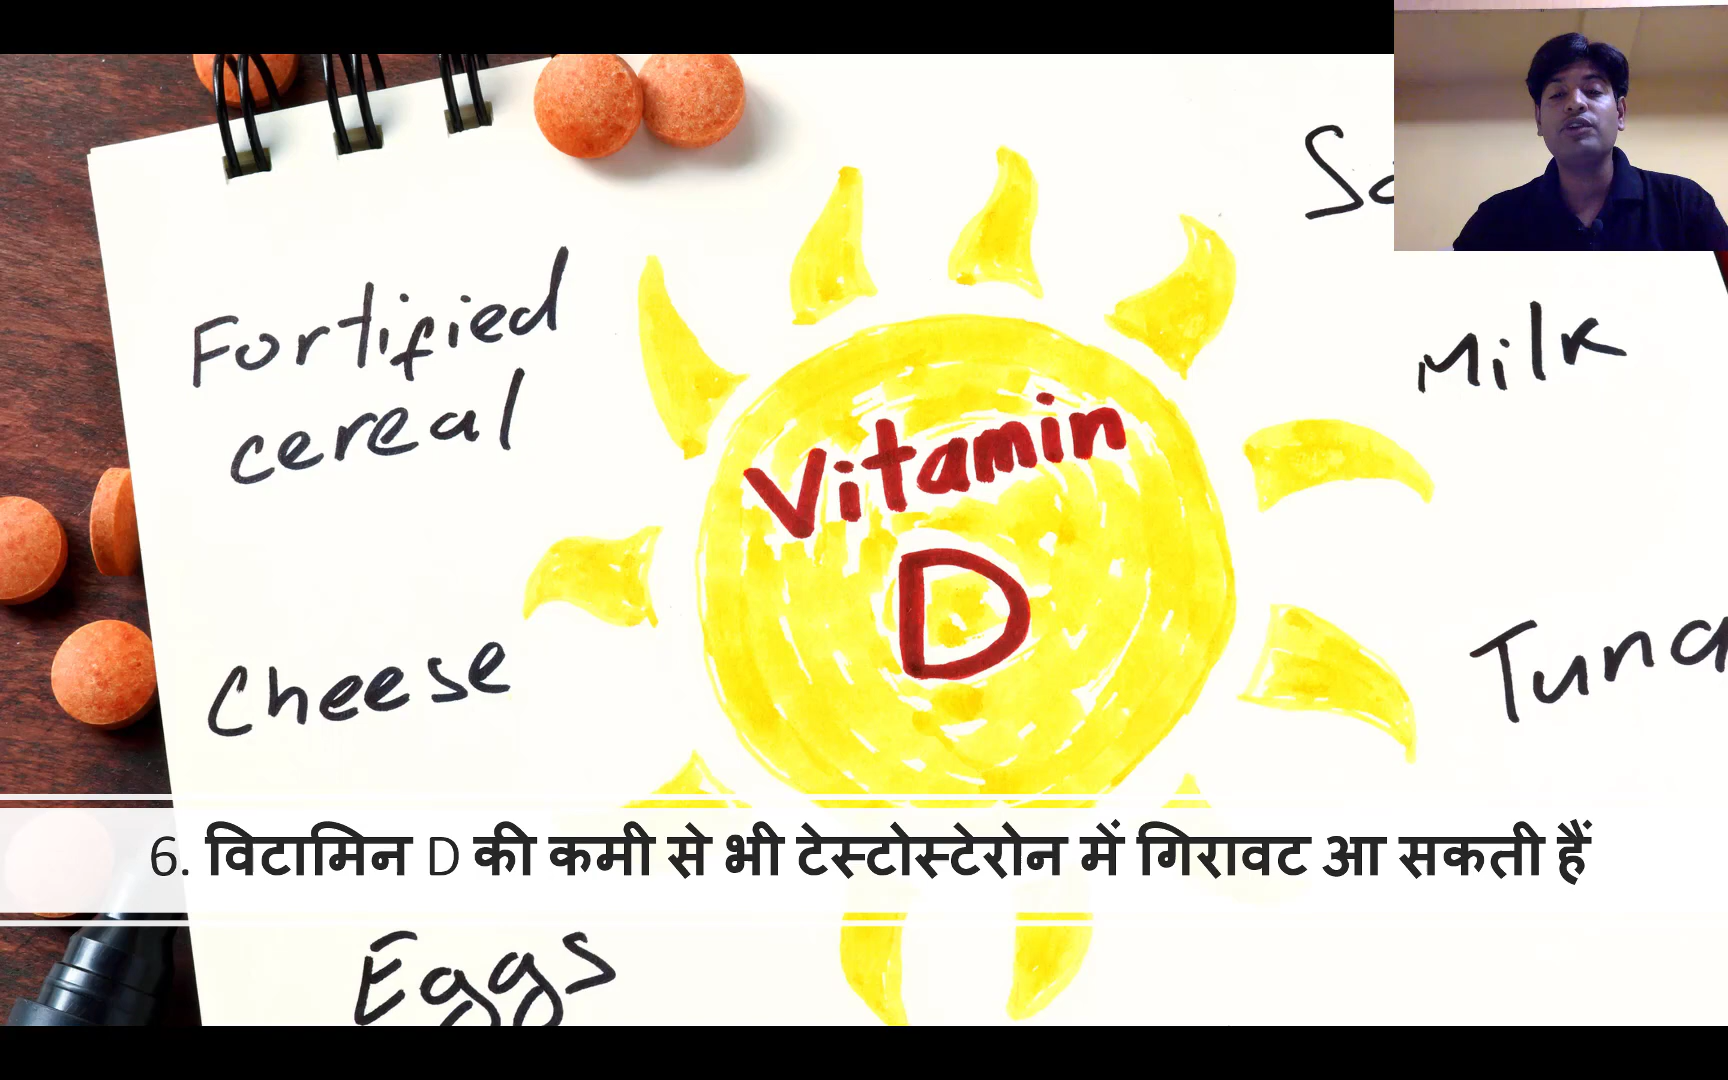 Fortified
cereal
Milk
Vitamin
D
Cheese
6. विटामिन D की कमी से भी टेस्टोस्टेरोन में गिरावट आ सकती हैं
Eggs